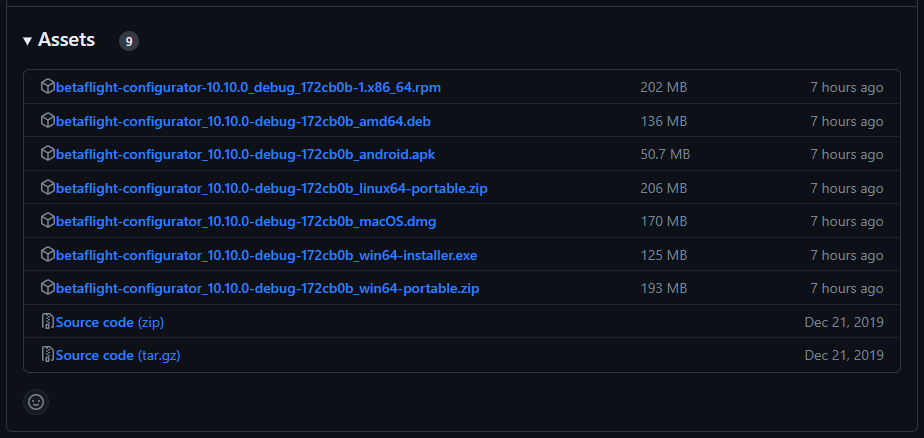 Assets 9
betaflight-configurator-10.10.0_debug_172cb0b-1.x86_64.rpm 202 MB 7 hours ago
betaflight-configurator_10.10.0-debug-172cb0b_amd64.deb 136 MB 7 hours ago
betaflight-configurator_10.10.0-debug-172cb0b_android.apk 50.7 MB 7 hours ago
betaflight-configurator_10.10.0-debug-172cb0b_linux64-portable.zip 206 MB 7 hours ago
betaflight-configurator_10.10.0-debug-172cb0b_macOS.dmg 170 MB 7 hours ago
betaflight-configurator_10.10.0-debug-172cb0b_win64-installer.exe 125 MB 7 hours ago
betaflight-configurator_10.10.0-debug-172cb0b_win64-portable.zip 193 MB 7 hours ago
Source code (zip) Dec 21, 2019
Source code (tar.gz) Dec 21, 2019